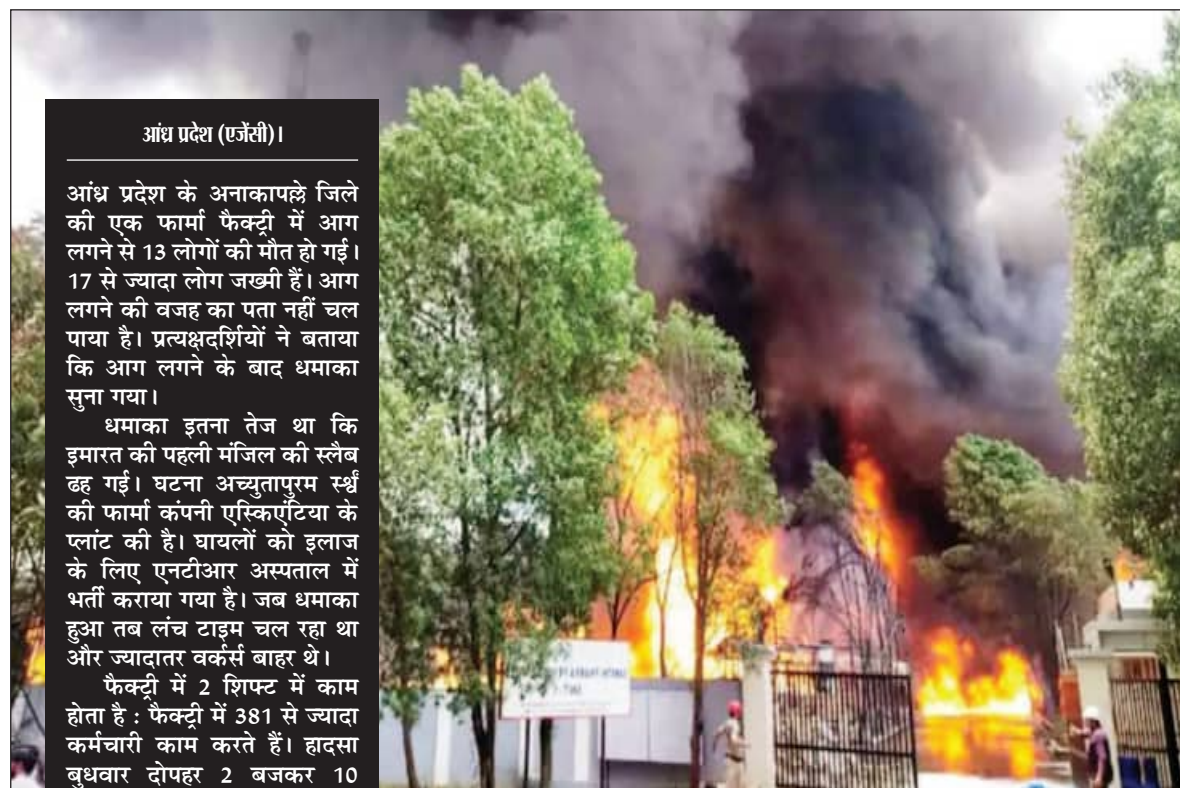 आंध्र प्रदेश (एजेंसी)।
आंध्र प्रदेश के अनाकापल्ले जिले
की एक फार्मा फैक्ट्री में आग
लगने से 13 लोगों की मौत हो गई।
17 से ज्यादा लोग जख्मी हैं। आग
लगने की वजह का पता नहीं चल
पाया है। प्रत्यक्षदर्शियों ने बताया
कि आग लगने के बाद धमाका
सुना गया।
धमाका इतना तेज था कि
इमारत की पहली मंजिल की स्लैब
ढह गई। घटना अच्युतापुरम र्स्थ्रं
की फार्मा कंपनी एस्किएंटिया के
प्लांट की है। घायलों को इलाज
के लिए एनटीआर अस्पताल में
भर्ती कराया गया है। जब धमाका
हुआ तब लंच टाइम चल रहा था
और ज्यादातर वर्कर्स बाहर थे।
फैक्ट्री में 2 शिफ्ट में काम
होता है : फैक्ट्री में 381 से ज्यादा
कर्मचारी काम करते हैं। हादसा
बुधवार दोपहर 2 बजकर 10